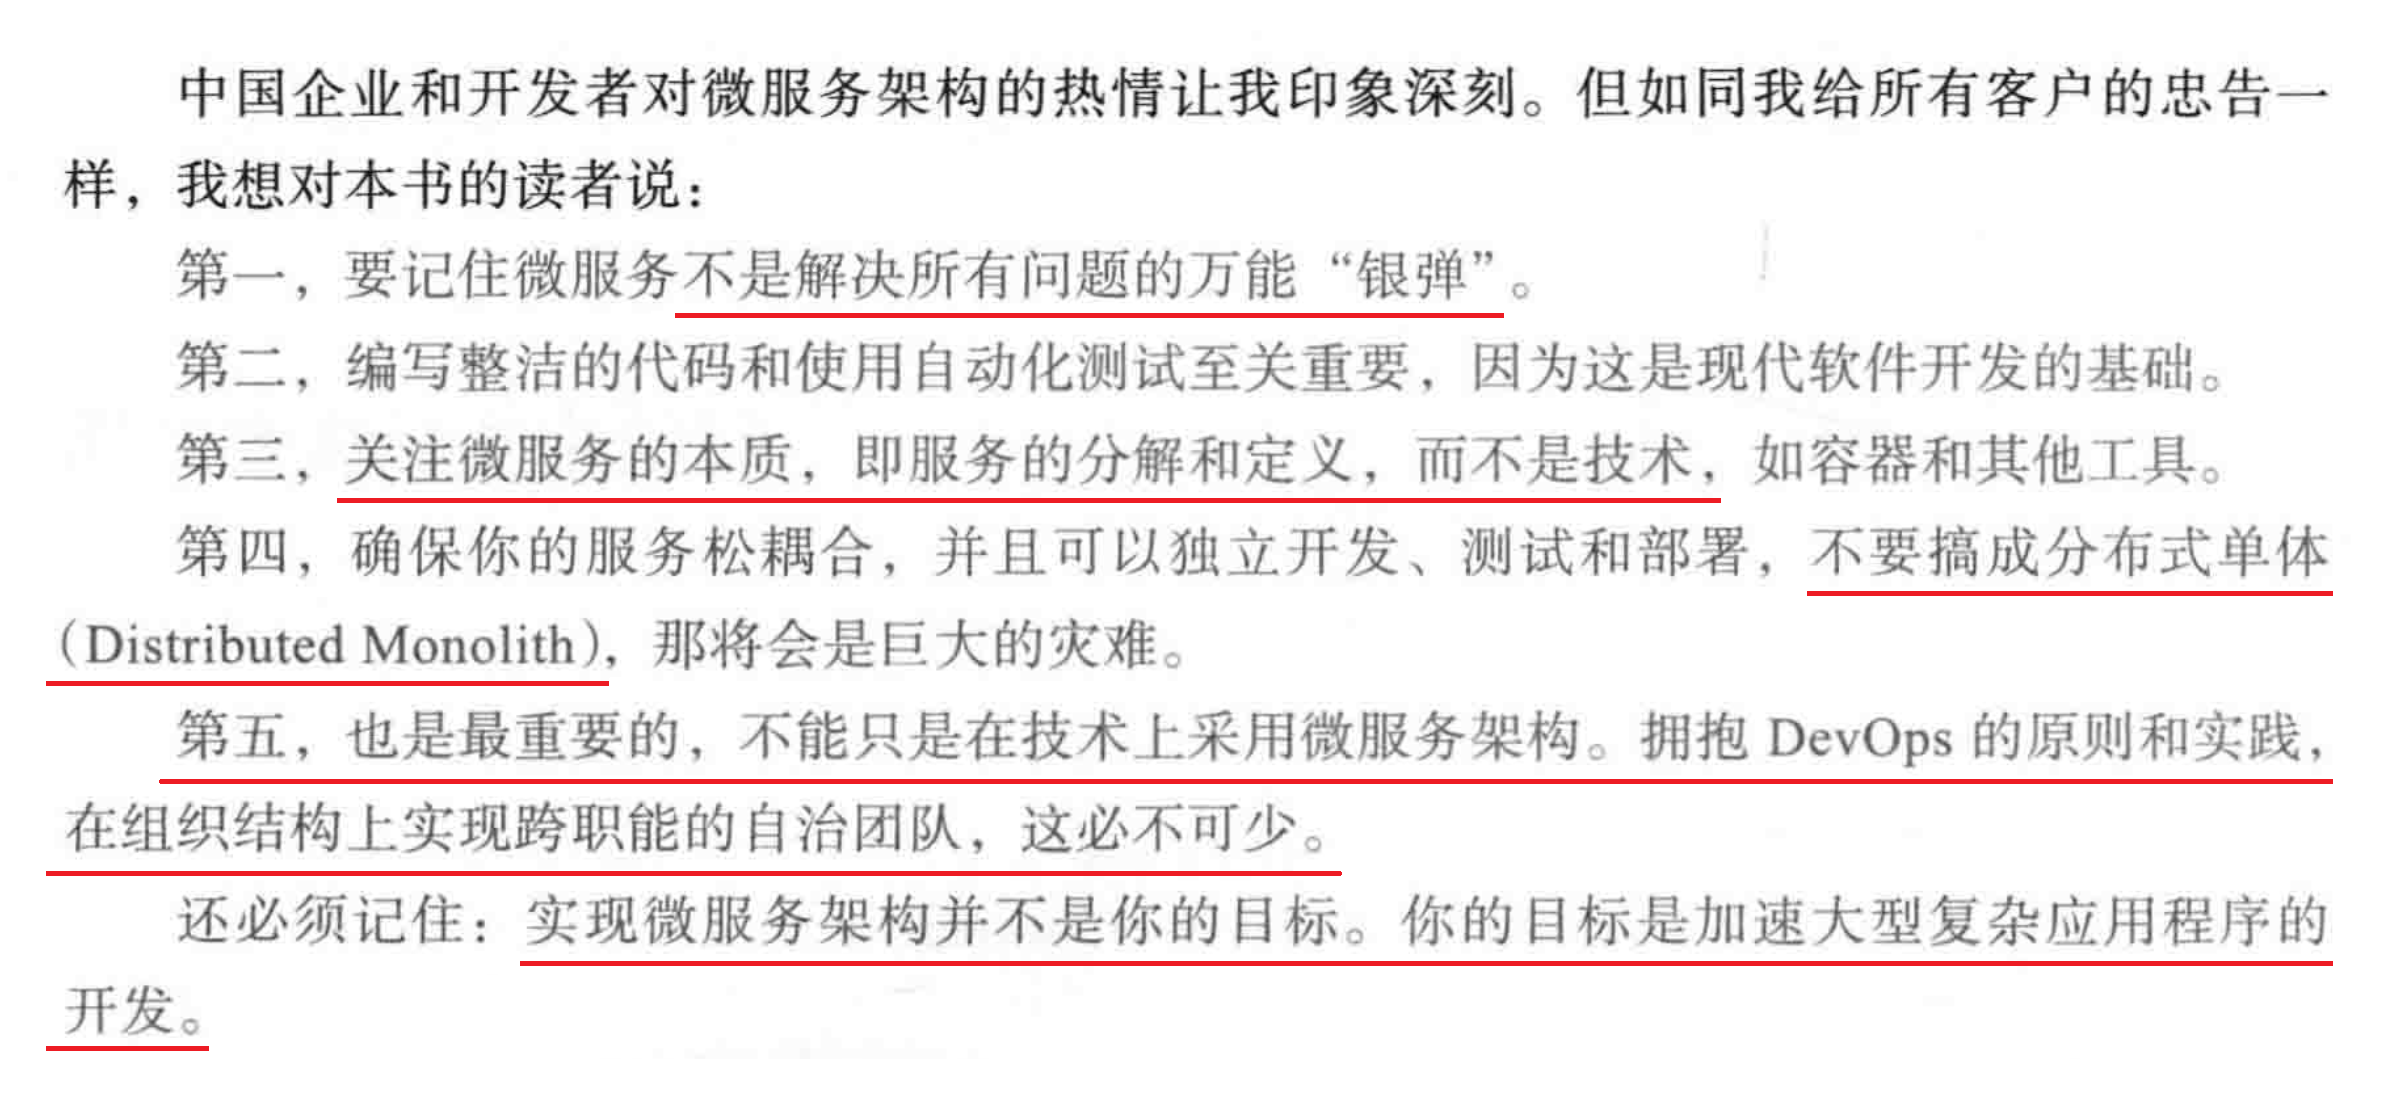 中国企业和开发者对微服务架构的热情让我印象深刻。但如同我给所有客户的忠告一
样，我想对本书的读者说：
第一，要记住微服务不是解决所有问题的万能“银弹”。
第二，编写整洁的代码和使用自动化测试至关重要，因为这是现代软件开发的基础。
第三，关注微服务的本质，即服务的分解和定义，而不是技术，如容器和其他工具。
第四，确保你的服务松耦合，并且可以独立开发、测试和部署，不要搞成分布式单体
（Distributed Monolith），那将会是巨大的灾难。
第五，也是最重要的，不能只是在技术上采用微服务架构。拥抱 DevOps 的原则和实践，
在组织结构上实现跨职能的自治团队，这必不可少。
还必须记住：实现微服务架构并不是你的目标。你的目标是加速大型复杂应用程序的
开发。